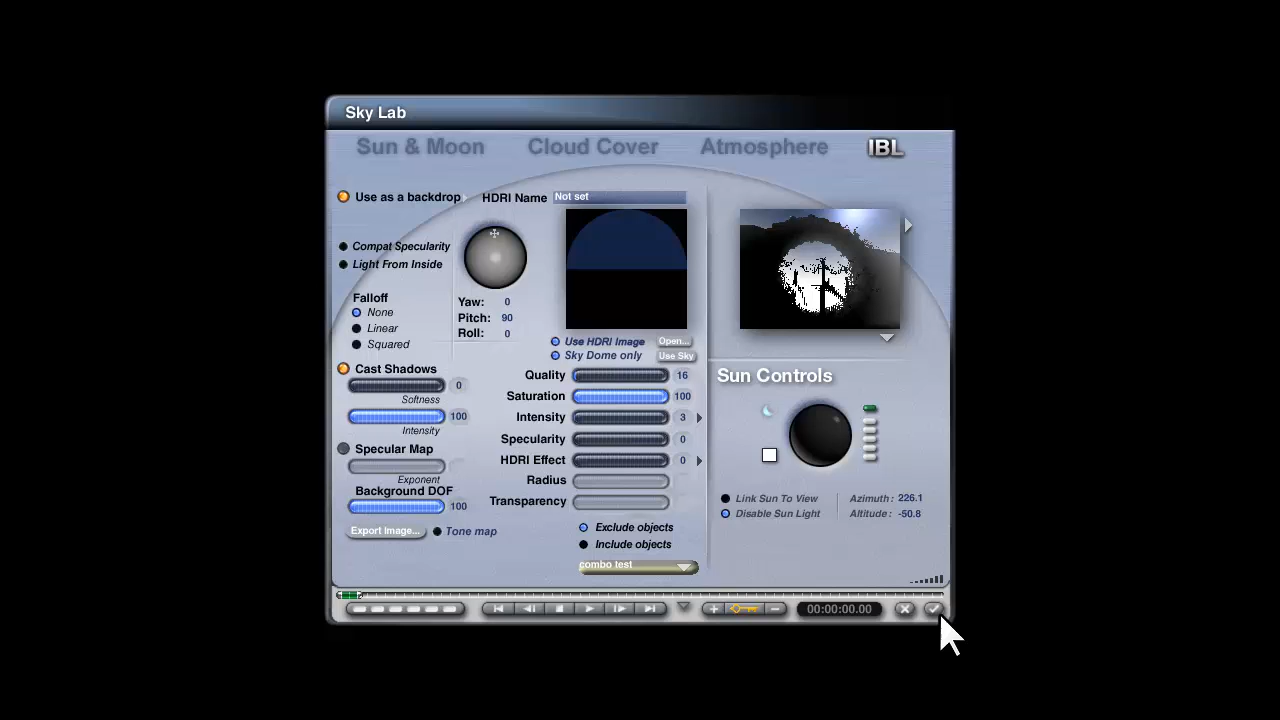 Sky Lab
Sun & Moon Cloud Cover Atmosphere IBL
Use as a backdrop HDRI Name Not set
Compat Specularity
Light From Inside
Falloff
None
Linear
Squared
Yaw: 0
Pitch: 90
Roll: 0
Use HDRI Image Open...
Sky Dome only Use Sky
Cast Shadows
0
Softness
100
Intensity
Specular Map
Exponent
Background DOF
100
Export Image... Tone map
Quality 16
Saturation 100
Intensity 3
Specularity 0
HDRI Effect 0
Radius
Transparency
Exclude objects
Include objects
combo test
Sun Controls
Link Sun To View Azimuth: 226.1
Disable Sun Light Altitude: -50.8
00:00:00.00